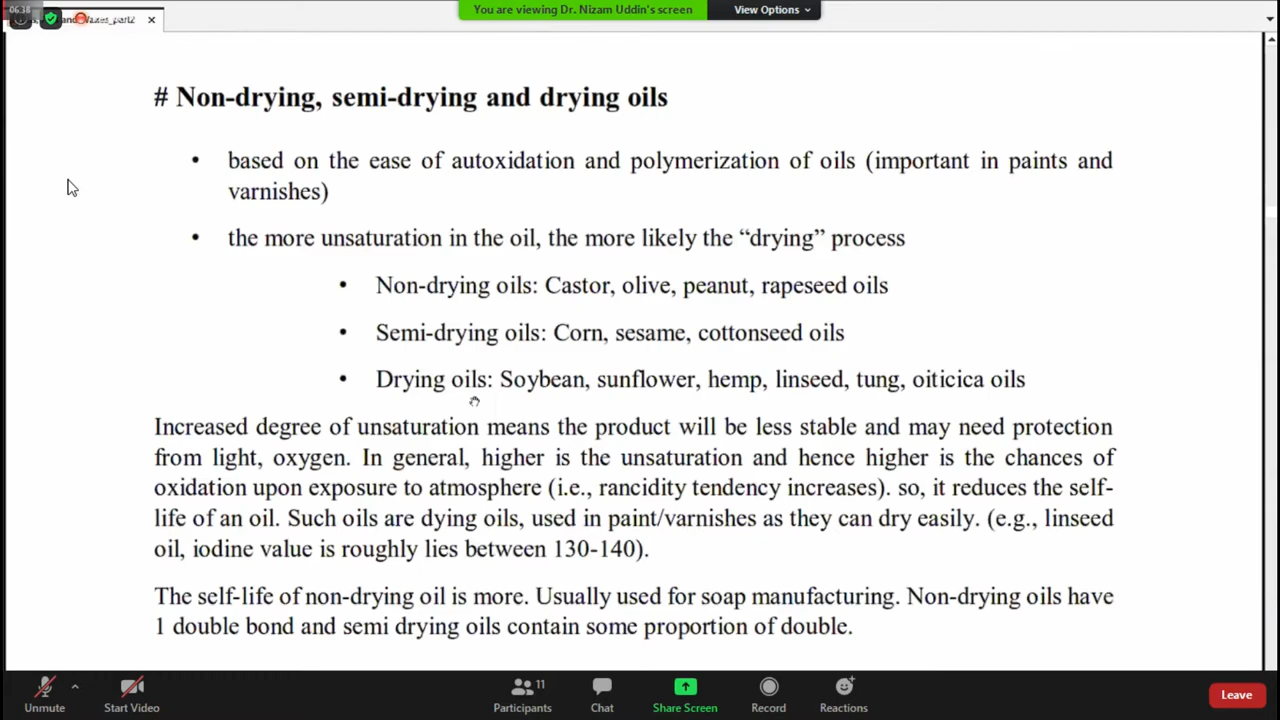 06:38
You are viewing Dr. Nizam Uddin's screen View Options
and Waxes_part2
# Non-drying, semi-drying and drying oils
• based on the ease of autoxidation and polymerization of oils (important in paints and
varnishes)
• the more unsaturation in the oil, the more likely the “drying” process
• Non-drying oils: Castor, olive, peanut, rapeseed oils
• Semi-drying oils: Corn, sesame, cottonseed oils
• Drying oils: Soybean, sunflower, hemp, linseed, tung, oiticica oils
Increased degree of unsaturation means the product will be less stable and may need protection
from light, oxygen. In general, higher is the unsaturation and hence higher is the chances of
oxidation upon exposure to atmosphere (i.e., rancidity tendency increases). so, it reduces the self-
life of an oil. Such oils are dying oils, used in paint/varnishes as they can dry easily. (e.g., linseed
oil, iodine value is roughly lies between 130-140).
The self-life of non-drying oil is more. Usually used for soap manufacturing. Non-drying oils have
1 double bond and semi drying oils contain some proportion of double.
11
Unmute Start Video Participants Chat Share Screen Record Reactions Leave